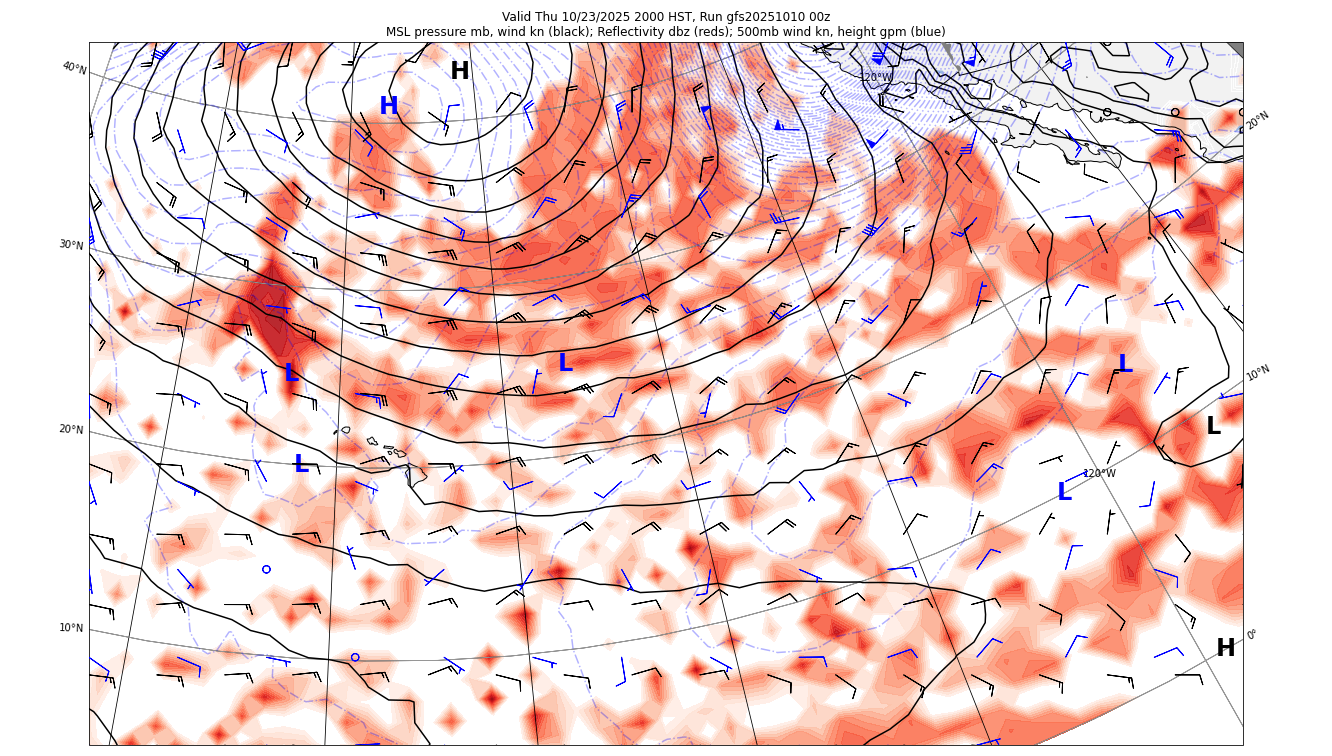 Valid Thu 10/23/2025 2000 HST, Run gfs20251010 00z
MSL pressure mb, wind kn (black); Reflectivity dbz (reds); 500mb wind kn, height gpm (blue)
40°N
H
H
120°W
20°N
30°N
L
L
L
10°N
20°N
L
L
120°W
L
10°N
0°
H